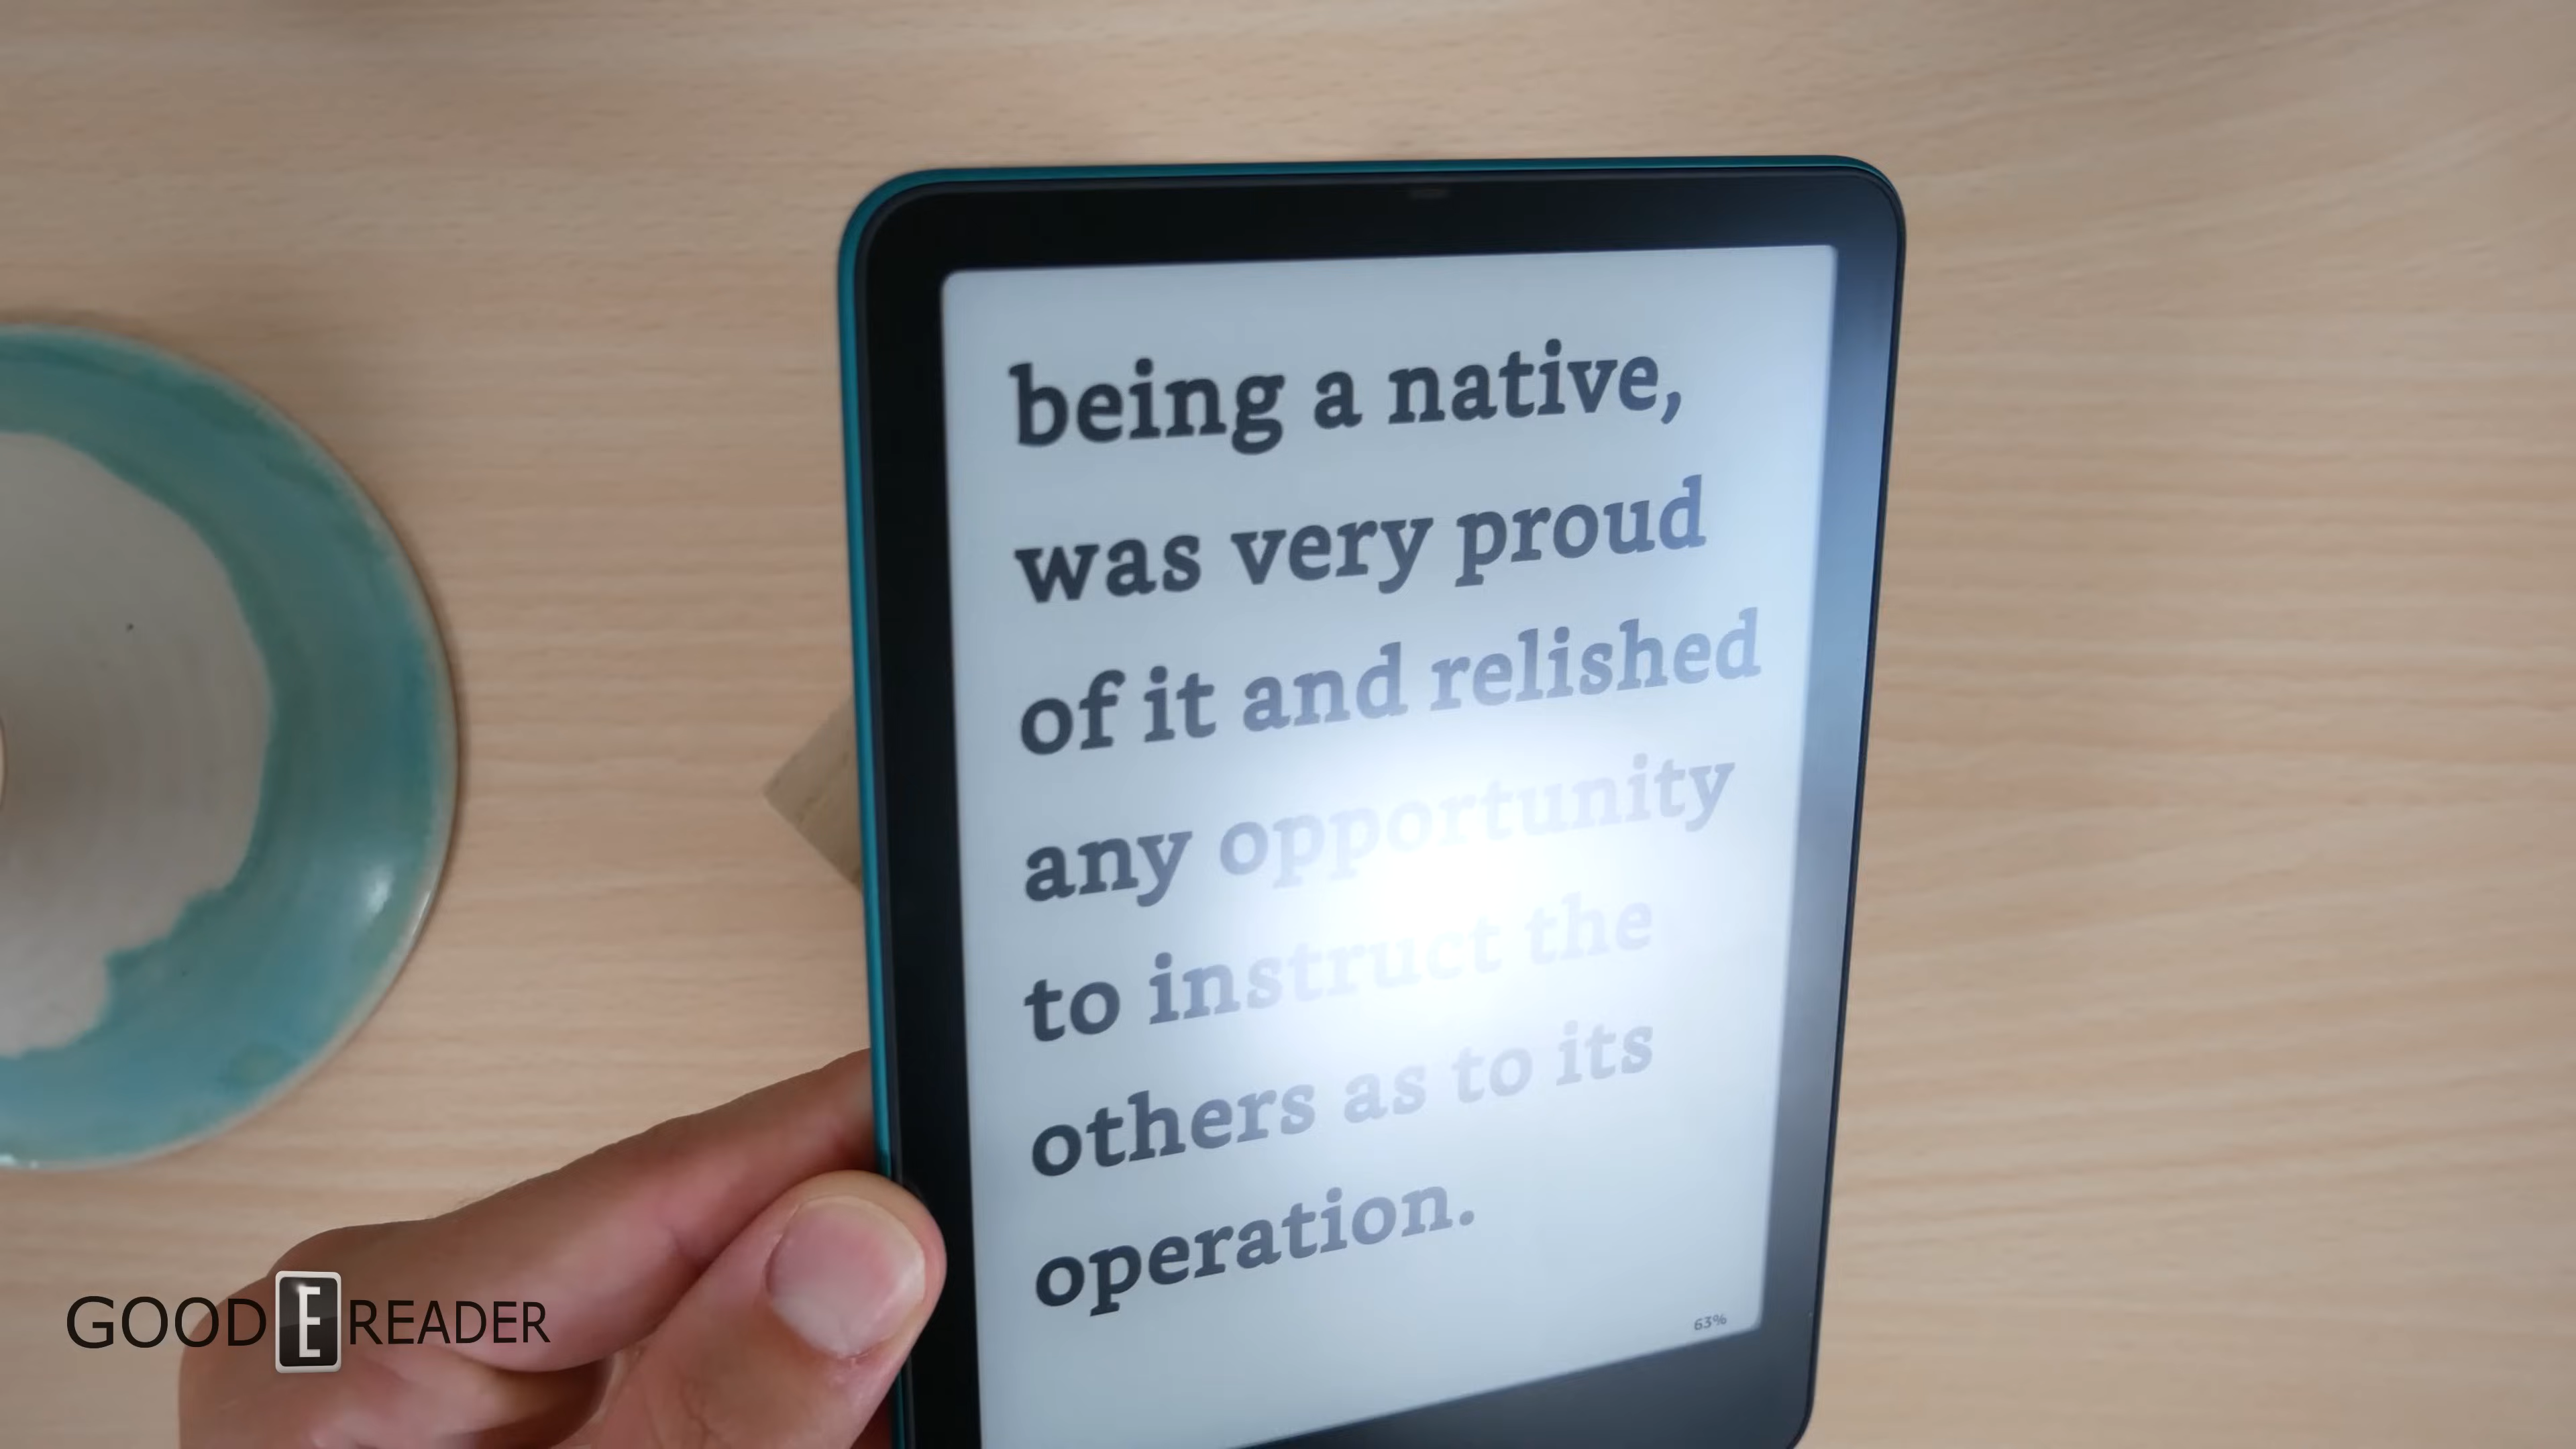 being a native,
was very proud
of it and relished
any opportunity
to instruct the
others as to its
operation.
63%
GOOD E READER